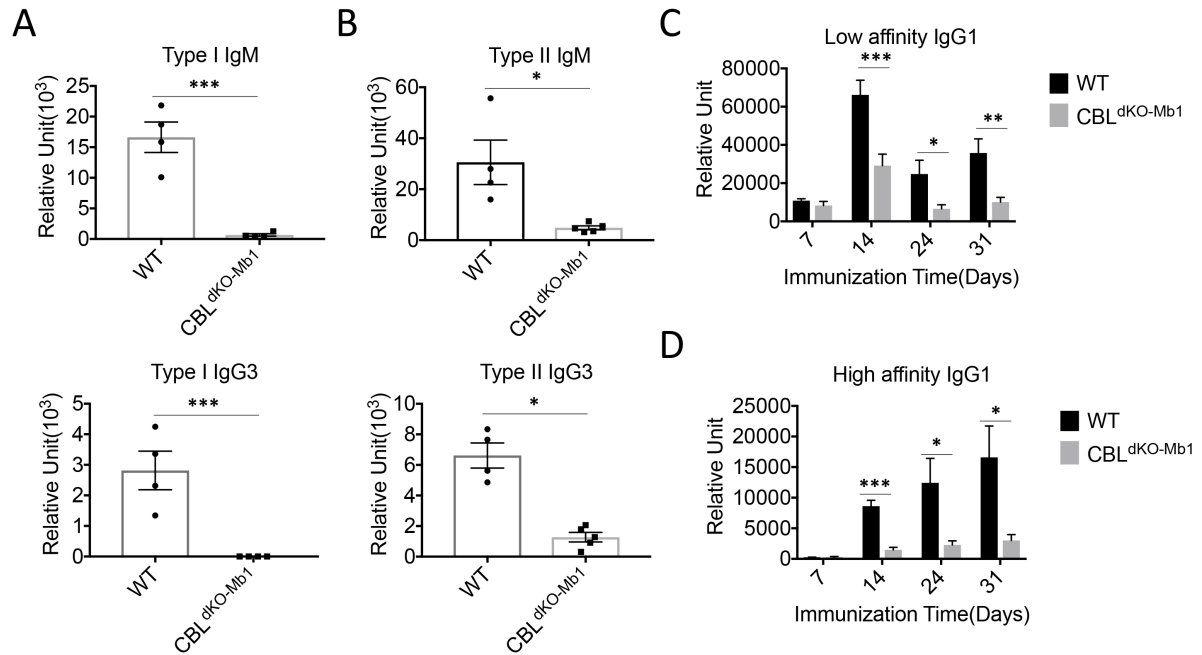 A
Type I IgM
Relative Unit(10³)
25
20
15
10
5
0
***
WT
CBL^dKO-Mb1
Type I IgG3
Relative Unit(10³)
5
4
3
2
1
0
***
WT
CBL^dKO-Mb1
B
Type II IgM
Relative Unit(10³)
60
40
20
0
*
WT
CBL^dKO-Mb1
Type II IgG3
Relative Unit(10³)
10
8
6
4
2
0
*
WT
CBL^dKO-Mb1
C
Low affinity IgG1
Relative Unit
80000
60000
40000
20000
0
***
*
**
7
14
24
31
Immunization Time(Days)
WT
CBL^dKO-Mb1
D
High affinity IgG1
Relative Unit
25000
20000
15000
10000
5000
0
***
*
*
7
14
24
31
Immunization Time(Days)
WT
CBL^dKO-Mb1